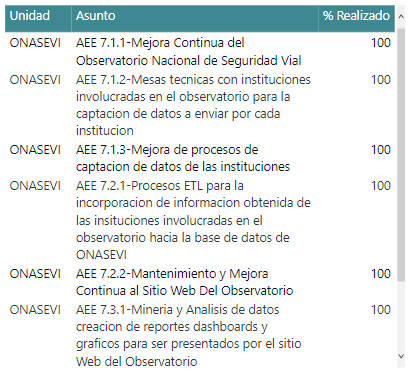 Unidad Asunto % Realizado
ONASEVI AEE 7.1.1-Mejora Continua del 100
Observatorio Nacional de Seguridad Vial
ONASEVI AEE 7.1.2-Mesas tecnicas con instituciones 100
involucradas en el observatorio para la
captacion de datos a enviar por cada
institucion
ONASEVI AEE 7.1.3-Mejora de procesos de 100
captacion de datos de las instituciones
ONASEVI AEE 7.2.1-Procesos ETL para la 100
incorporacion de informacion obtenida de
las insituciones involucradas en el
observatorio hacia la base de datos de
ONASEVI
ONASEVI AEE 7.2.2-Mantenimiento y Mejora 100
Continua al Sitio Web Del Observatorio
ONASEVI AEE 7.3.1-Mineria y Analisis de datos 100
creacion de reportes dashboards y
graficos para ser presentados por el sitio
Web del Observatorio